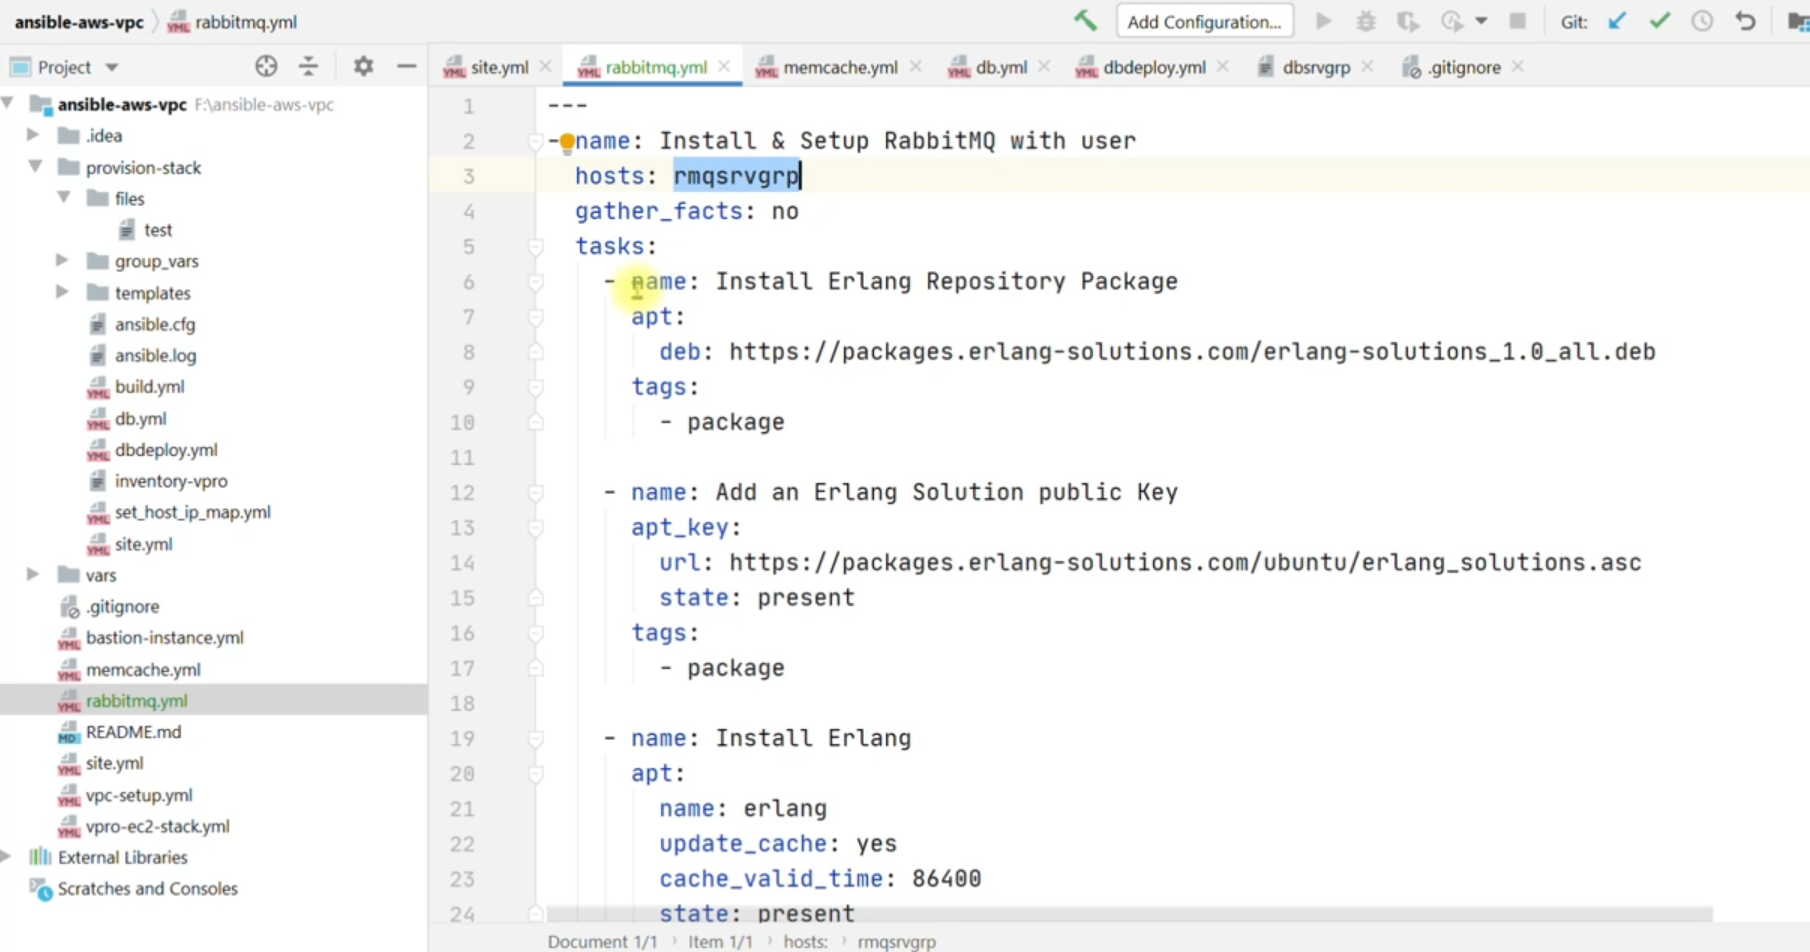 ansible-aws-vpc rabbitmq.yml Add Configuration... Git:
Project site.yml rabbitmq.yml memcache.yml db.yml dbdeploy.yml dbsrvgrp .gitignore
ansible-aws-vpc F:\ansible-aws-vpc
.idea
provision-stack
files
test
group_vars
templates
ansible.cfg
ansible.log
build.yml
db.yml
dbdeploy.yml
inventory-vpro
set_host_ip_map.yml
site.yml
vars
.gitignore
bastion-instance.yml
memcache.yml
rabbitmq.yml
README.md
site.yml
vpc-setup.yml
vpro-ec2-stack.yml
External Libraries
Scratches and Consoles
1 ---
2 - name: Install & Setup RabbitMQ with user
3 hosts: rmqsrvgrp
4 gather_facts: no
5 tasks:
6 - name: Install Erlang Repository Package
7 apt:
8 deb: https://packages.erlang-solutions.com/erlang-solutions_1.0_all.deb
9 tags:
10 - package
11
12 - name: Add an Erlang Solution public Key
13 apt_key:
14 url: https://packages.erlang-solutions.com/ubuntu/erlang_solutions.asc
15 state: present
16 tags:
17 - package
18
19 - name: Install Erlang
20 apt:
21 name: erlang
22 update_cache: yes
23 cache_valid_time: 86400
24 state: present
Document 1/1 › Item 1/1 › hosts: › rmqsrvgrp